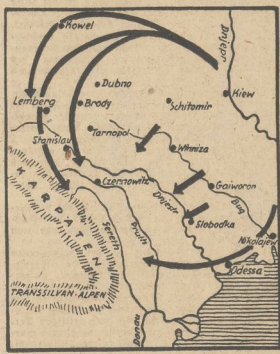 Kowel
Dnjepr
Dubno
Lemberg
Brody
Schitomir
Kiew
Stanislau
Tarnopol
Winniza
Czernowitz
Gaiworon
Bug
KARPATEN
Dnjestr
Sereth
Pruth
Slobodka
Nikolajew
Odessa
TRANSSILVAN-ALPEN
Donau